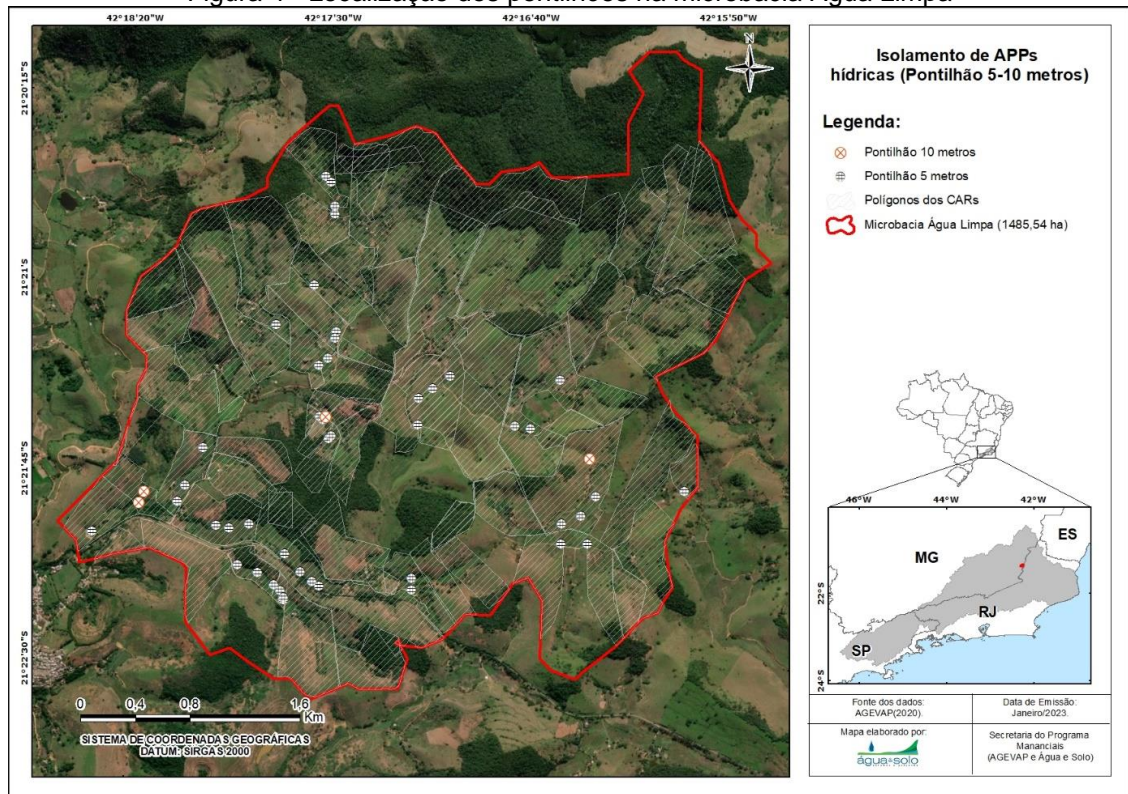 Figura 4 - Localização dos pontilhões na microbacia Água Limpa
42°18'20"W
42°17'30"W
42°16'40"W
42°15'50"W
N
21°20'15"S
21°21'S
21°21'45"S
21°22'30"S
0 0,4 0,8 1,6
Km
SISTEMA DE COORDENADAS GEOGRÁFICAS
DATUM: SIRGAS 2000
Isolamento de APPs
hídricas (Pontilhão 5-10 metros)
Legenda:
Pontilhão 10 metros
Pontilhão 5 metros
Polígonos dos CARs
Microbacia Água Limpa (1485,54 ha)
46°W
44°W
42°W
ES
MG
RJ
SP
22°S
24°S
Fonte dos dados:
AGEVAP(2020).
Data de Emissão:
Janeiro/2023.
Mapa elaborado por:
água&solo
Secretaria do Programa
Mananciais
(AGEVAP e Água e Solo)